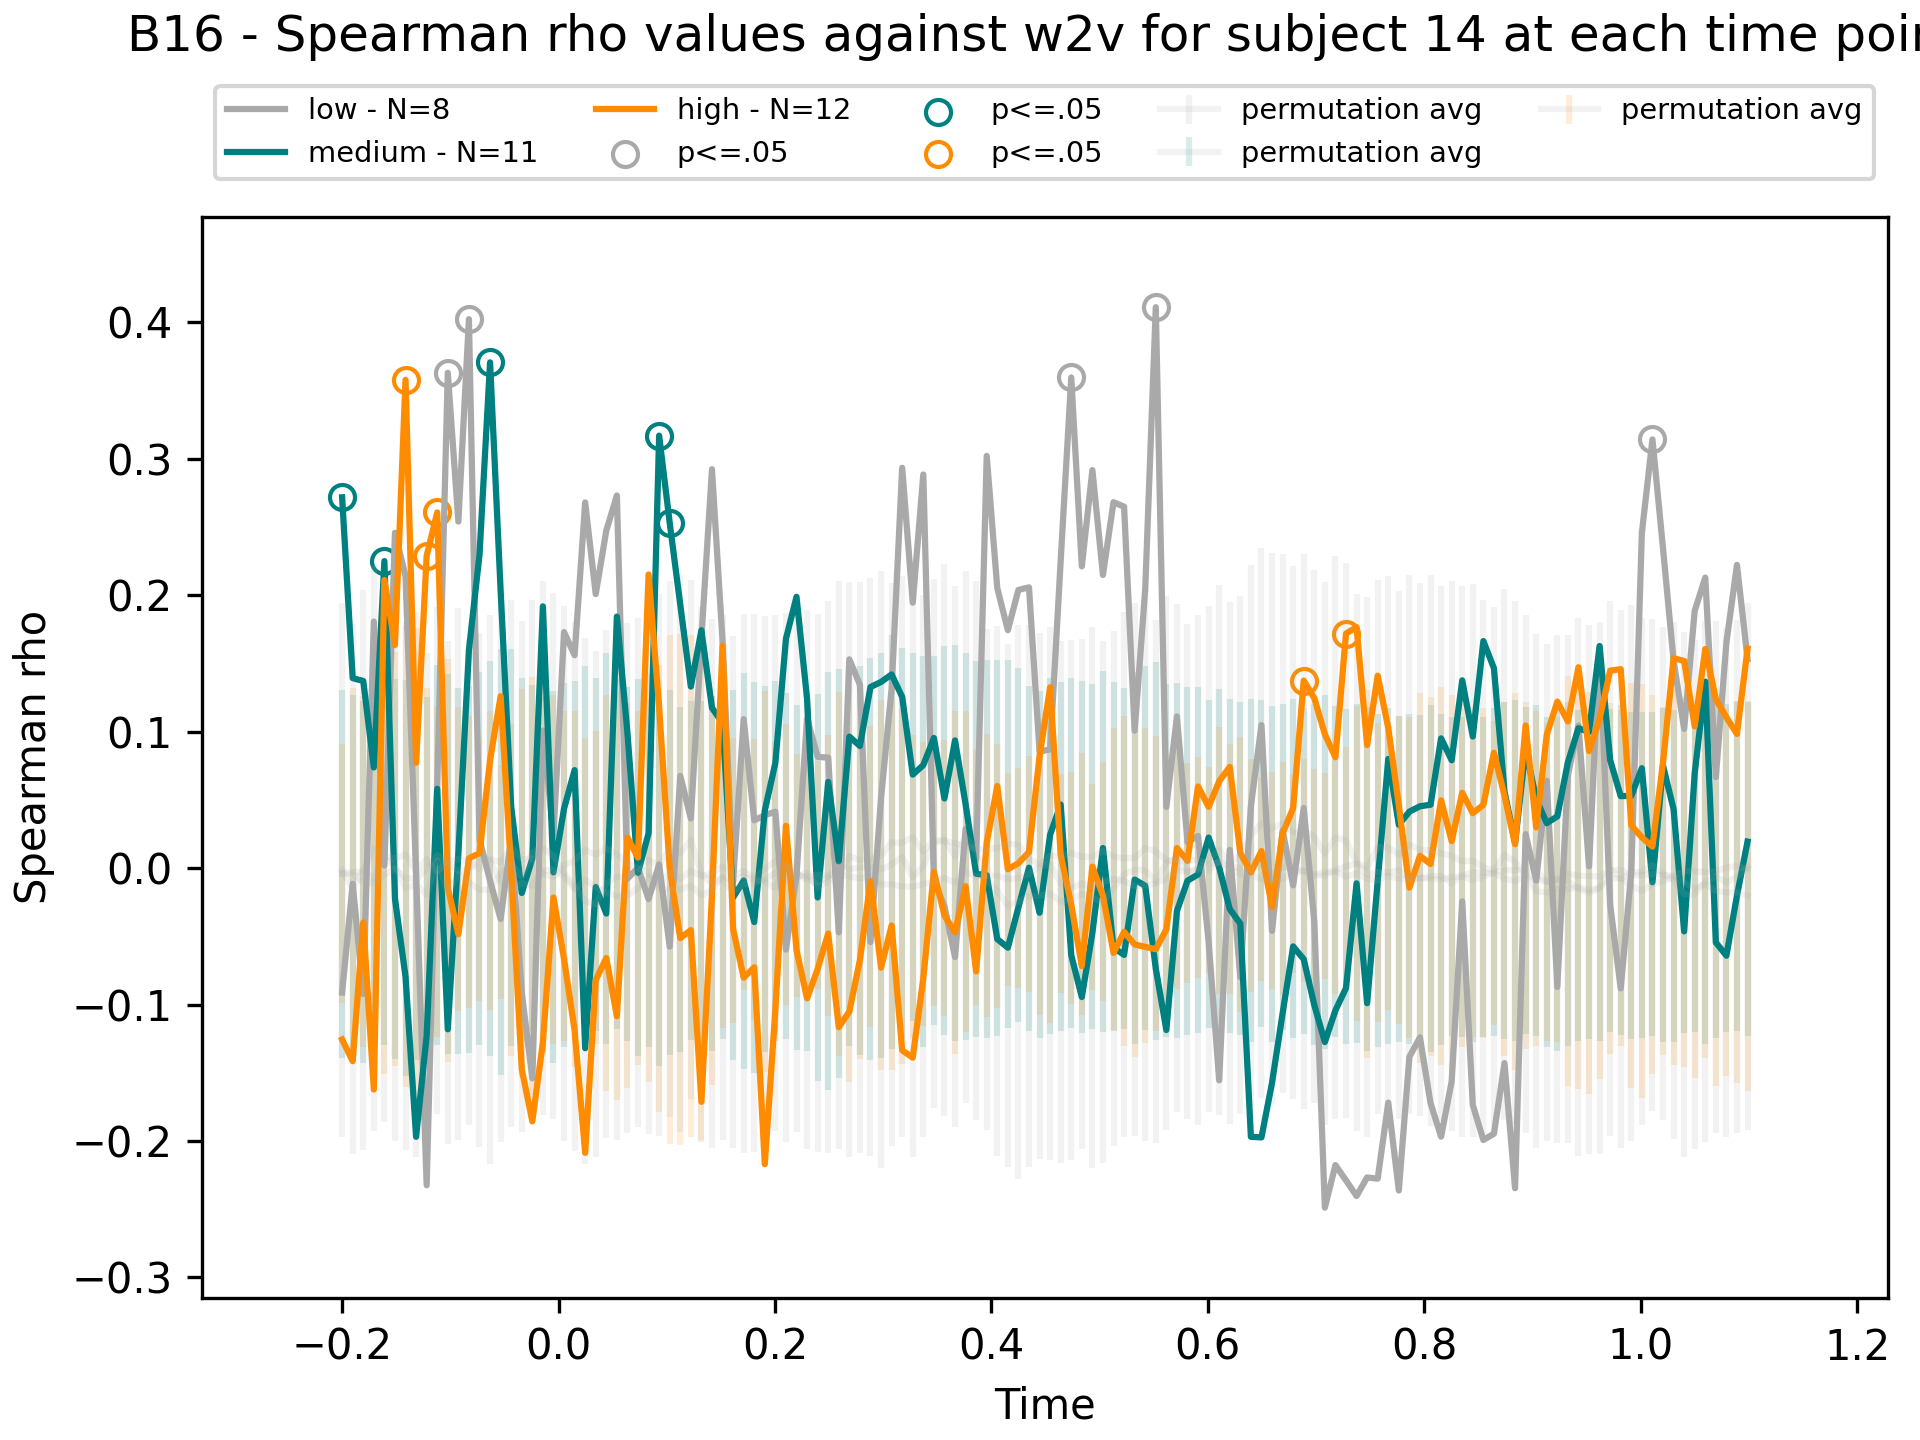 B16 - Spearman rho values against w2v for subject 14 at each time
low - N=8
medium - N=11
high - N=12
p<=.05
p<=.05
p<=.05
permutation avg
permutation avg
permutation avg
Spearman rho
0.4
0.3
0.2
0.1
0.0
−0.1
−0.2
−0.3
−0.2
0.0
0.2
0.4
0.6
0.8
1.0
1.2
Time